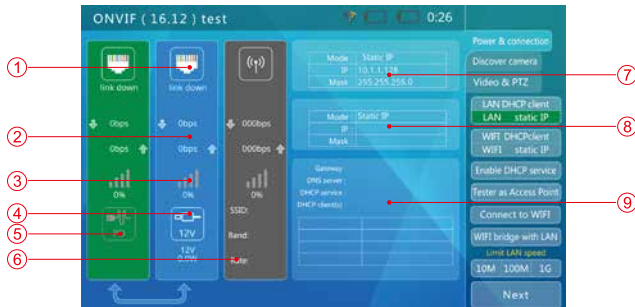 ONVIF ( 16.12 ) test
0:26
link down
0bps
0bps
0%
link down
0bps
0bps
0%
12V
12V
0.0W
000bps
000bps
0%
SSID:
Band:
Rate:
Mode Static IP
IP 10.1.1.128
Mask 255.255.255.0
Mode Static IP
IP
Mask
Gateway :
DNS server :
DHCP service :
DHCP client(s) :
Power & connection
Discover camera
Video & PTZ
LAN DHCP client
LAN static IP
WIFI DHCPclient
WIFI static IP
Enable DHCP service
Tester as Access Point
Connect to WIFI
WIFI bridge with LAN
Limit LAN speed
10M 100M 1G
Next
1
2
3
4
5
6
7
8
9